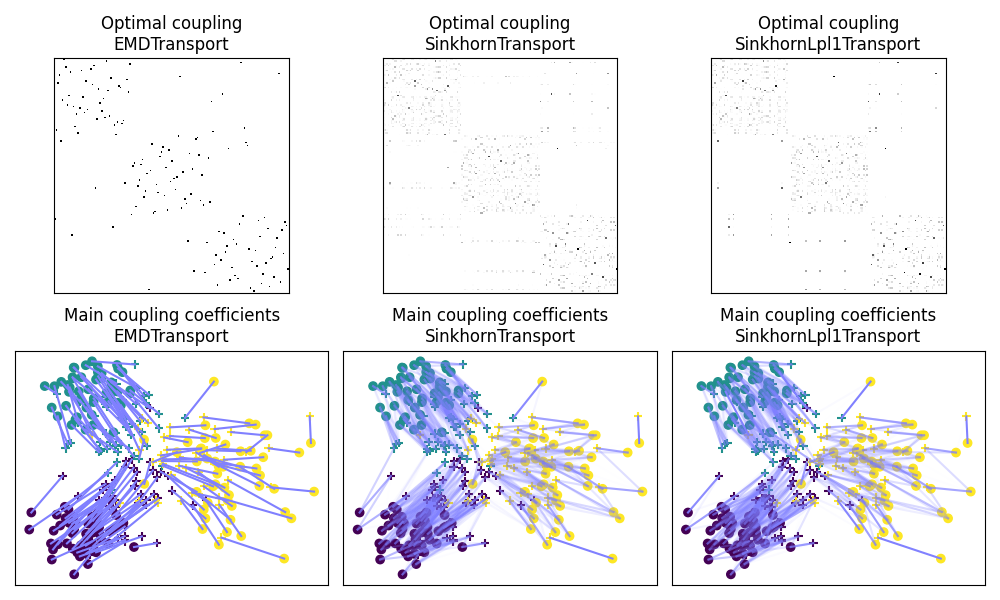 Optimal coupling
EMDTransport
Optimal coupling
SinkhornTransport
Optimal coupling
SinkhornLpl1Transport
Main coupling coefficients
EMDTransport
Main coupling coefficients
SinkhornTransport
Main coupling coefficients
SinkhornLpl1Transport